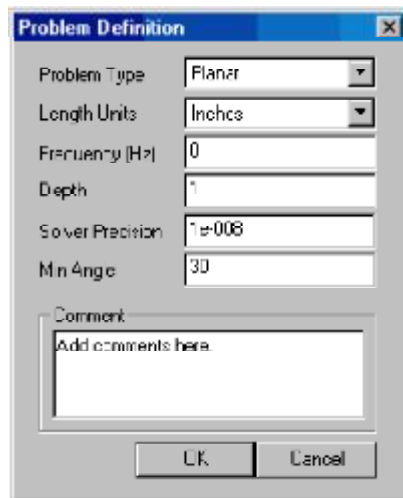 Problem Definition
Problem Type Planar
Length Units Inches
Frequency (Hz) 0
Depth 1
Solver Precision 1e-008
Min Angle 30
Comment
Add comments here.
OK Cancel